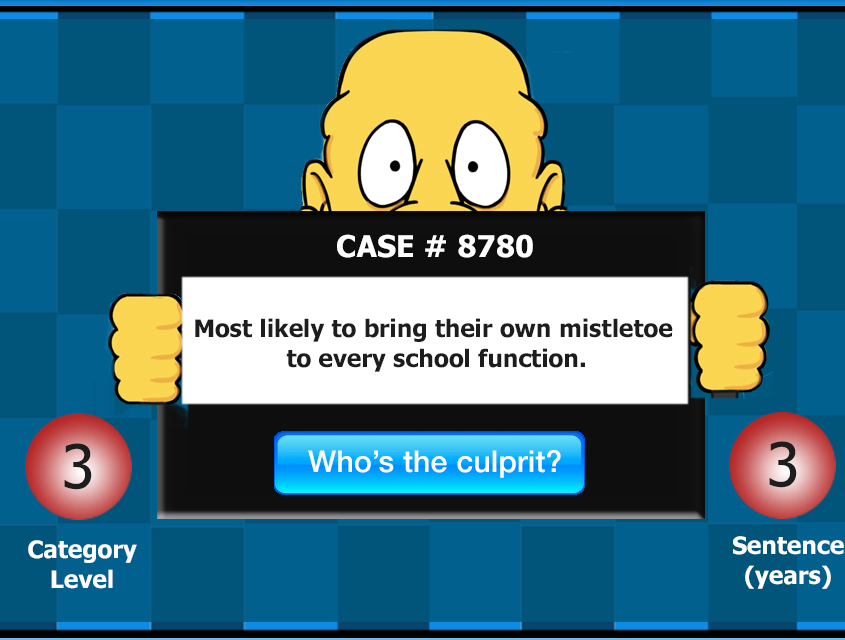 CASE # 8780
Most likely to bring their own mistletoe
to every school function.
Who's the culprit?
3
Category
Level
3
Sentence
(years)